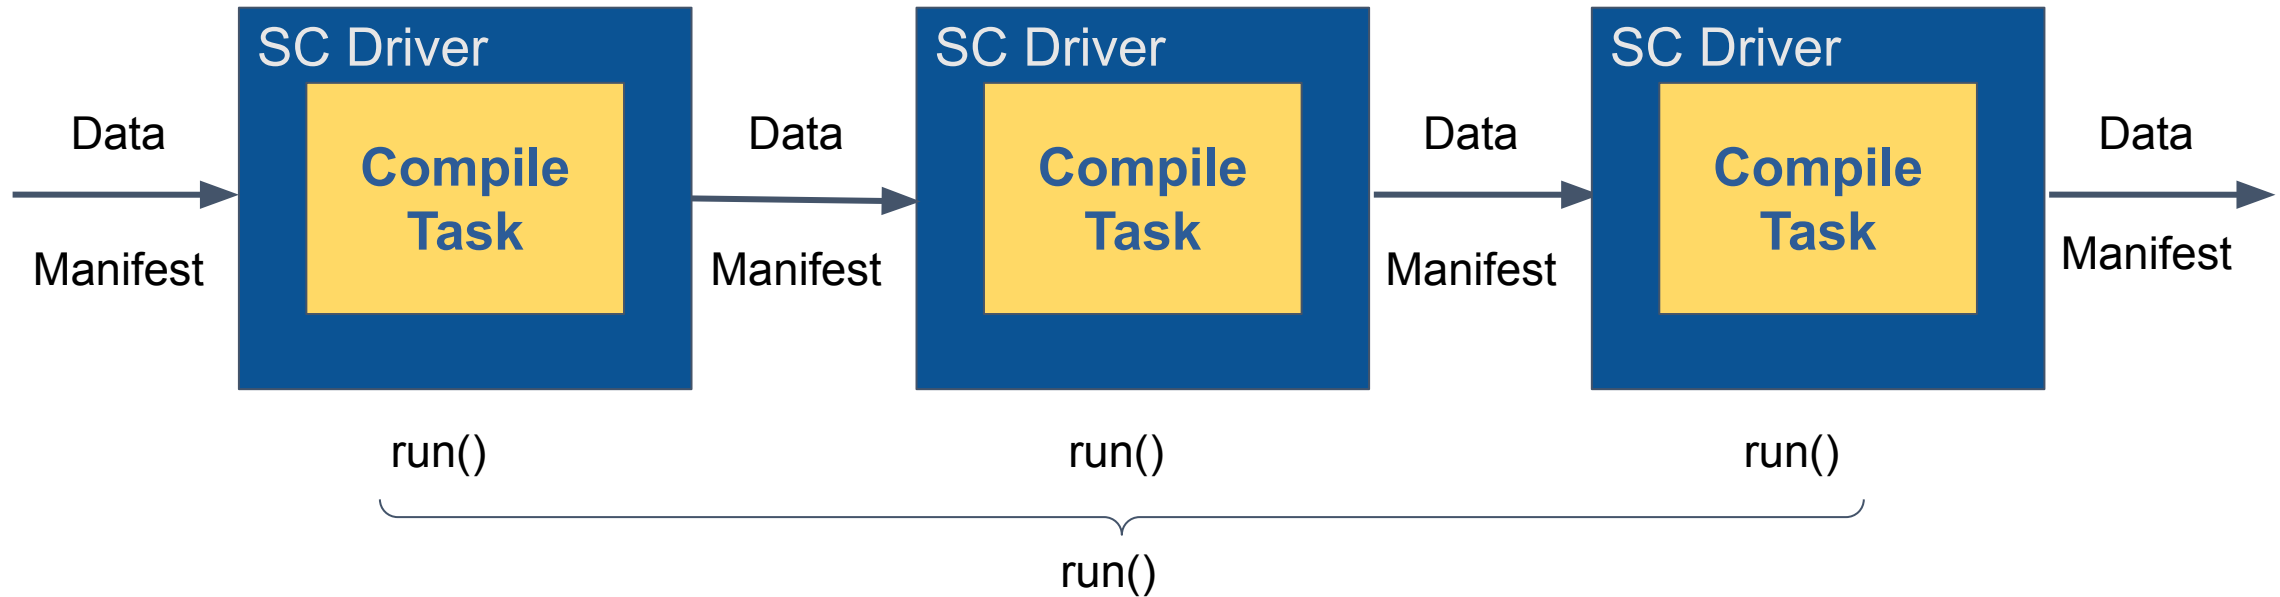 SC Driver
SC Driver
SC Driver
Data
Compile
Task
Data
Compile
Task
Data
Compile
Task
Data
Manifest
Manifest
Manifest
Manifest
run()
run()
run()
run()